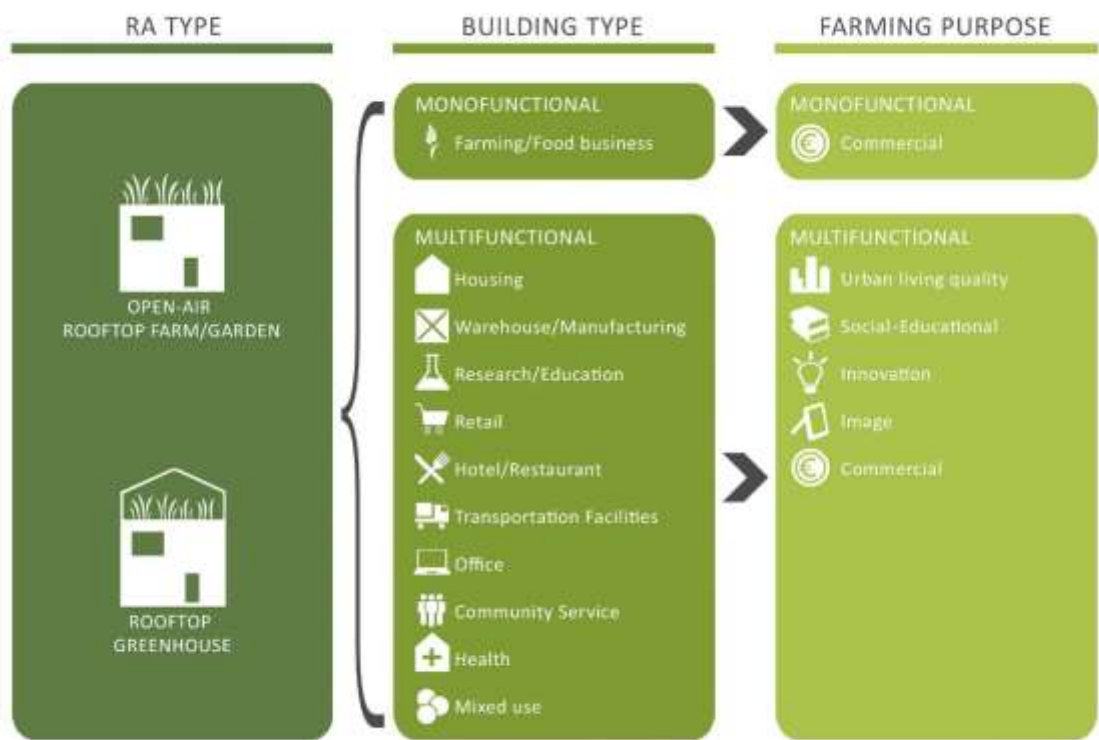 RA TYPE
BUILDING TYPE
FARMING PURPOSE
OPEN-AIR
ROOFTOP FARM/GARDEN
ROOFTOP
GREENHOUSE
MONOFUNCTIONAL
Farming/Food business
MULTIFUNCTIONAL
Housing
Warehouse/Manufacturing
Research/Education
Retail
Hotel/Restaurant
Transportation Facilities
Office
Community Service
Health
Mixed use
MONOFUNCTIONAL
Commercial
MULTIFUNCTIONAL
Urban living quality
Social-Educational
Innovation
Image
Commercial